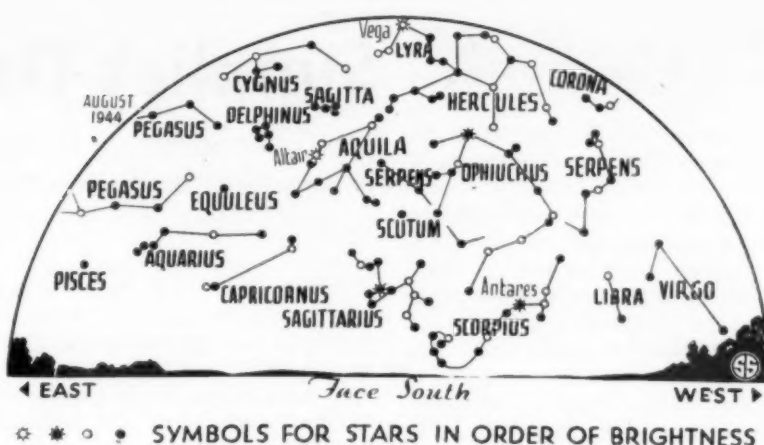 Vega
LYRA
CYGNUS
CORONA
SAGITTA
HERCULES
AUGUST
1944
PEGASUS
DELPHINUS
Altair
AQUILA
SERPENS
OPHIUCHUS
SERPENS
PEGASUS
EQUULEUS
SCUTUM
AQUARIUS
PISCES
CAPRICORNUS
SAGITTARIUS
Antares
SCORPIUS
LIBRA
VIRGO
SS
◄ EAST
Face South
WEST ►
SYMBOLS FOR STARS IN ORDER OF BRIGHTNESS